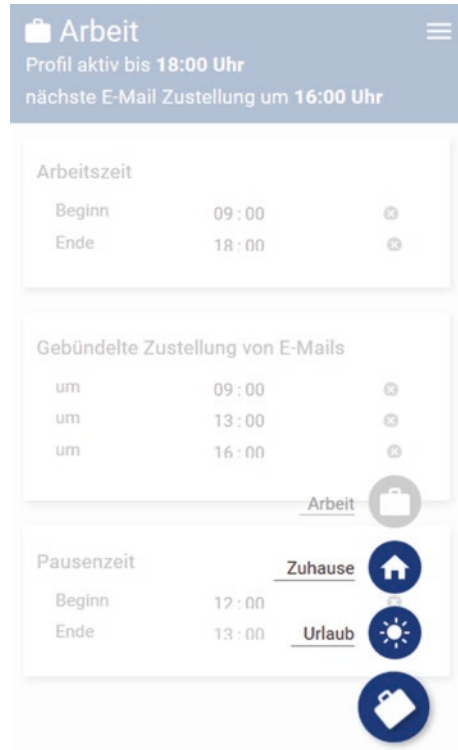 Arbeit
Profil aktiv bis 18:00 Uhr
nächste E-Mail Zustellung um 16:00 Uhr
Arbeitszeit
Beginn 09 : 00
Ende 18 : 00
Gebündelte Zustellung von E-Mails
um 09 : 00
um 13 : 00
um 16 : 00
Arbeit
Pausenzeit
Zuhause
Beginn 12 : 00
Ende 13 : 00
Urlaub